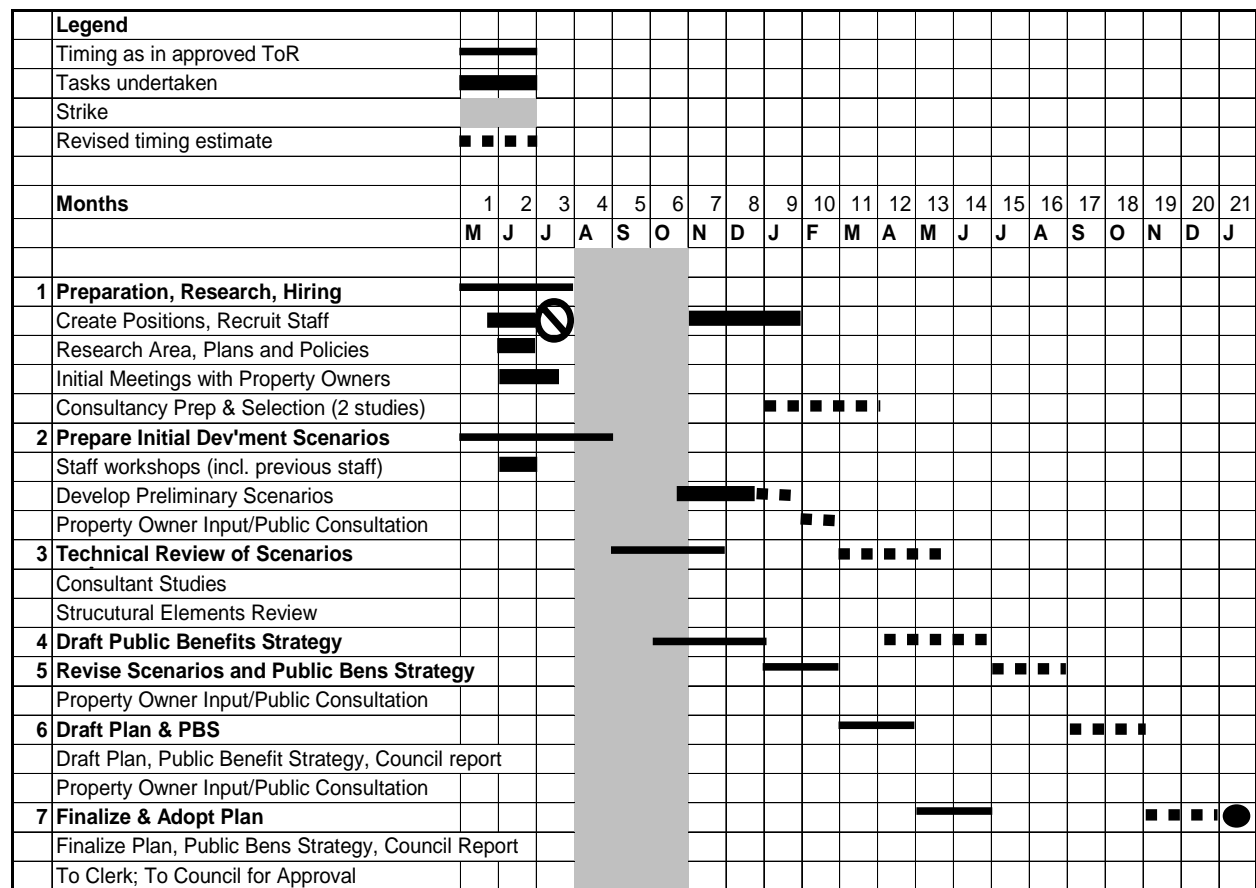 Legend
Timing as in approved ToR
Tasks undertaken
Strike
Revised timing estimate
Months 1 2 3 4 5 6 7 8 9 10 11 12 13 14 15 16 17 18 19 20 21
M J J A S O N D J F M A M J J A S O N D J
1 Preparation, Research, Hiring
Create Positions, Recruit Staff
Research Area, Plans and Policies
Initial Meetings with Property Owners
Consultancy Prep & Selection (2 studies)
2 Prepare Initial Dev'ment Scenarios
Staff workshops (incl. previous staff)
Develop Preliminary Scenarios
Property Owner Input/Public Consultation
3 Technical Review of Scenarios
Consultant Studies
Strucutural Elements Review
4 Draft Public Benefits Strategy
5 Revise Scenarios and Public Bens Strategy
Property Owner Input/Public Consultation
6 Draft Plan & PBS
Draft Plan, Public Benefit Strategy, Council report
Property Owner Input/Public Consultation
7 Finalize & Adopt Plan
Finalize Plan, Public Bens Strategy, Council Report
To Clerk; To Council for Approval